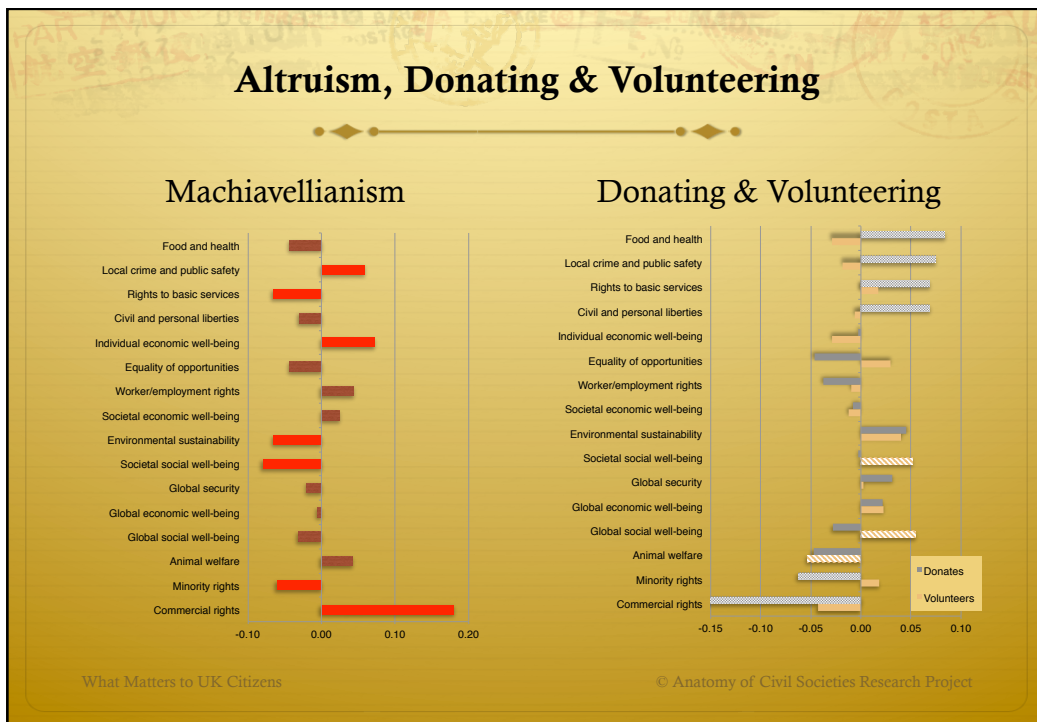 POSTAGE
Altruism, Donating & Volunteering
Machiavellianism
Food and health
Local crime and public safety
Rights to basic services
Civil and personal liberties
Individual economic well-being
Equality of opportunities
Worker/employment rights
Societal economic well-being
Environmental sustainability
Societal social well-being
Global security
Global economic well-being
Global social well-being
Animal welfare
Minority rights
Commercial rights
-0.10 0.00 0.10 0.20
Donating & Volunteering
Food and health
Local crime and public safety
Rights to basic services
Civil and personal liberties
Individual economic well-being
Equality of opportunities
Worker/employment rights
Societal economic well-being
Environmental sustainability
Societal social well-being
Global security
Global economic well-being
Global social well-being
Animal welfare
Minority rights
Commercial rights
Donates
Volunteers
-0.15 -0.10 -0.05 0.00 0.05 0.10
What Matters to UK Citizens
© Anatomy of Civil Societies Research Project